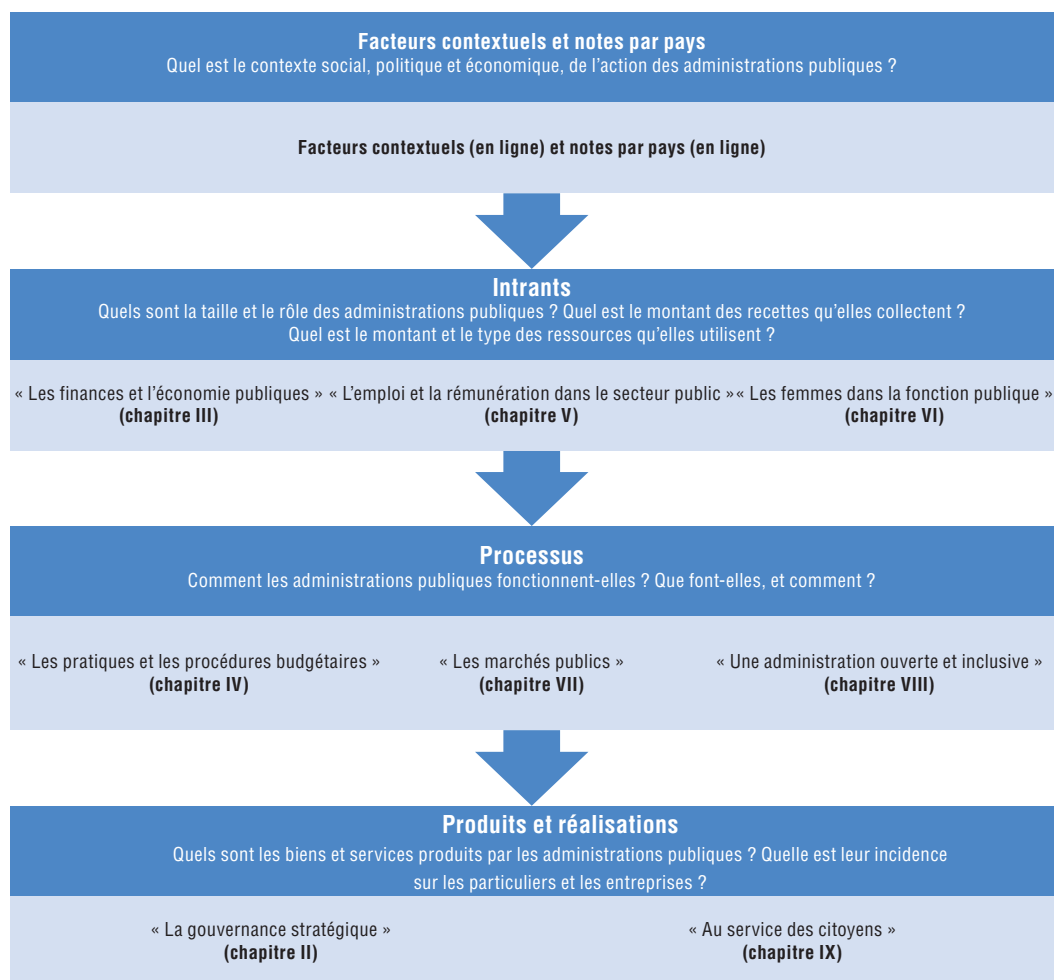 Facteurs contextuels et notes par pays
Quel est le contexte social, politique et économique, de l'action des administrations publiques ?
Facteurs contextuels (en ligne) et notes par pays (en ligne)
Intrants
Quels sont la taille et le rôle des administrations publiques ? Quel est le montant des recettes qu'elles collectent ?
Quel est le montant et le type des ressources qu'elles utilisent ?
« Les finances et l'économie publiques » « L'emploi et la rémunération dans le secteur public » « Les femmes dans la fonction publique »
(chapitre III) (chapitre V) (chapitre VI)
Processus
Comment les administrations publiques fonctionnent-elles ? Que font-elles, et comment ?
« Les pratiques et les procédures budgétaires » « Les marchés publics » « Une administration ouverte et inclusive »
(chapitre IV) (chapitre VII) (chapitre VIII)
Produits et réalisations
Quels sont les biens et services produits par les administrations publiques ? Quelle est leur incidence
sur les particuliers et les entreprises ?
« La gouvernance stratégique » « Au service des citoyens »
(chapitre II) (chapitre IX)